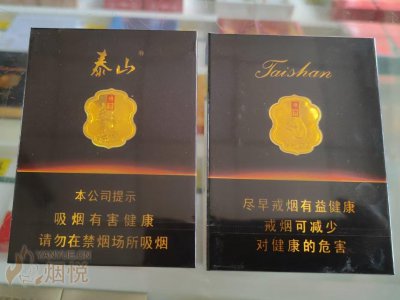 泰山
本公司提示
吸烟有害健康
请勿在禁烟场所吸烟
Taishan
尽早戒烟有益健康
戒烟可减少
对健康的危害
YANYUE.CN
烟悦